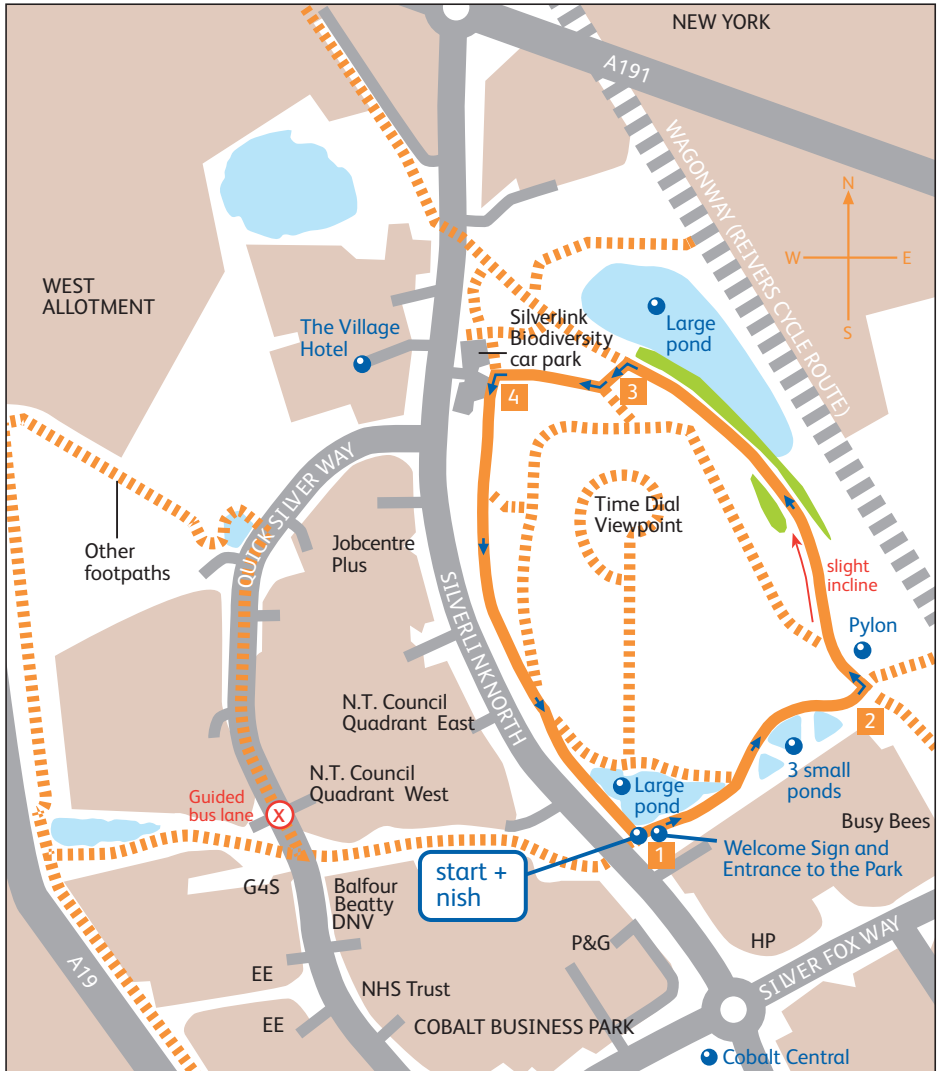 NEW YORK
A191
WAGONWAY (REIVERS CYCLE ROUTE)
N
W
E
S
WEST
ALLOTMENT
The Village
Hotel
Silverlink
Biodiversity
car park
Large
pond
4
3
QUICK SILVER WAY
Other
footpaths
Jobcentre
Plus
Time Dial
Viewpoint
slight
incline
Pylon
SILVERLINK NORTH
N.T. Council
Quadrant East
2
N.T. Council
Quadrant West
Guided
bus lane
X
Large
pond
3 small
ponds
Busy Bees
1
Welcome Sign and
Entrance to the Park
start +
nish
G4S
Balfour
Beatty
DNV
P&G
HP
SILVER FOX WAY
A19
EE
NHS Trust
EE
COBALT BUSINESS PARK
Cobalt Central